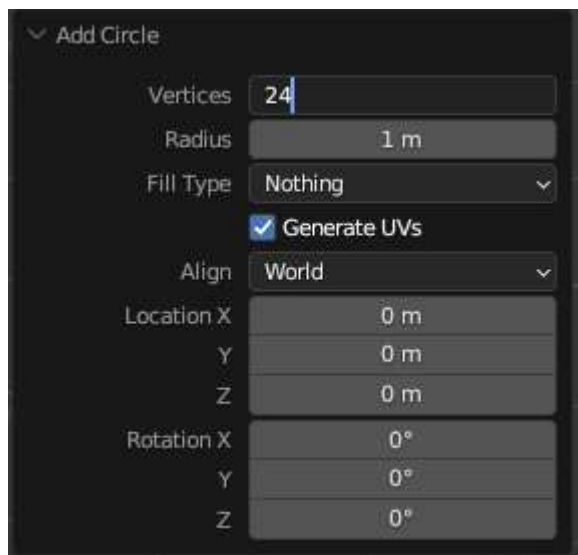 Add Circle
Vertices 24
Radius 1 m
Fill Type Nothing
Generate UVs
Align World
Location X 0 m
Y 0 m
Z 0 m
Rotation X 0°
Y 0°
Z 0°